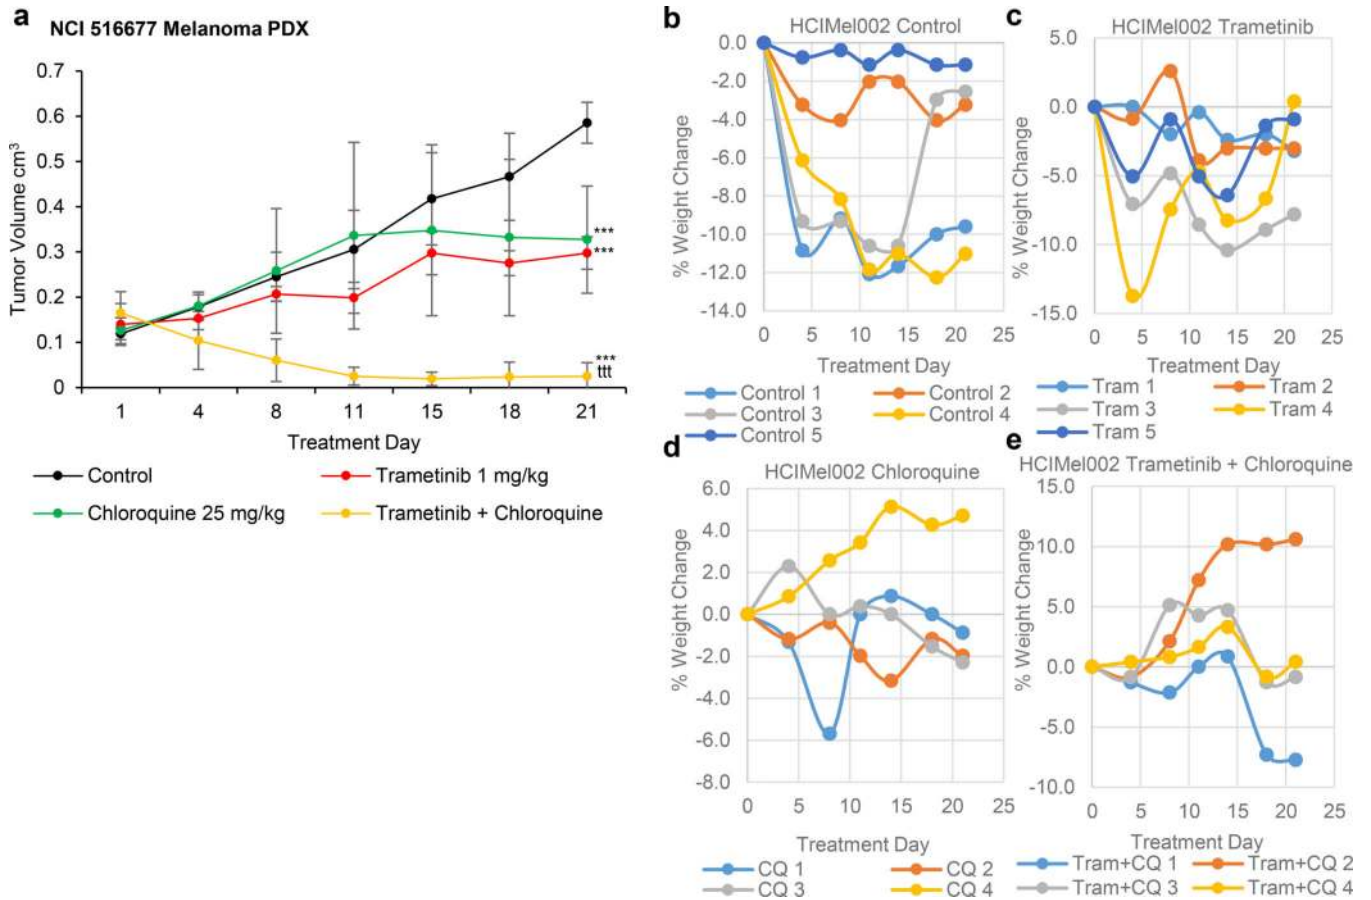 a
NCI 516677 Melanoma PDX
0.7
0.6
0.5
0.4
0.3
0.2
0.1
0
Tumor Volume cm³
***
***
***
ttt
1 4 8 11 15 18 21
Treatment Day
Control
Trametinib 1 mg/kg
Chloroquine 25 mg/kg
Trametinib + Chloroquine
b
HCIMel002 Control
0.0
-2.0
-4.0
-6.0
-8.0
-10.0
-12.0
-14.0
% Weight Change
0 5 10 15 20 25
Treatment Day
Control 1
Control 2
Control 3
Control 4
Control 5
c
HCIMel002 Trametinib
5.0
0.0
-5.0
-10.0
-15.0
% Weight Change
0 5 10 15 20 25
Treatment Day
Tram 1
Tram 2
Tram 3
Tram 4
Tram 5
d
HCIMel002 Chloroquine
6.0
4.0
2.0
0.0
-2.0
-4.0
-6.0
-8.0
% Weight Change
0 5 10 15 20 25
Treatment Day
CQ 1
CQ 2
CQ 3
CQ 4
e
HCIMel002 Trametinib + Chloroquine
15.0
10.0
5.0
0.0
-5.0
-10.0
% Weight Change
0 5 10 15 20 25
Treatment Day
Tram+CQ 1
Tram+CQ 2
Tram+CQ 3
Tram+CQ 4